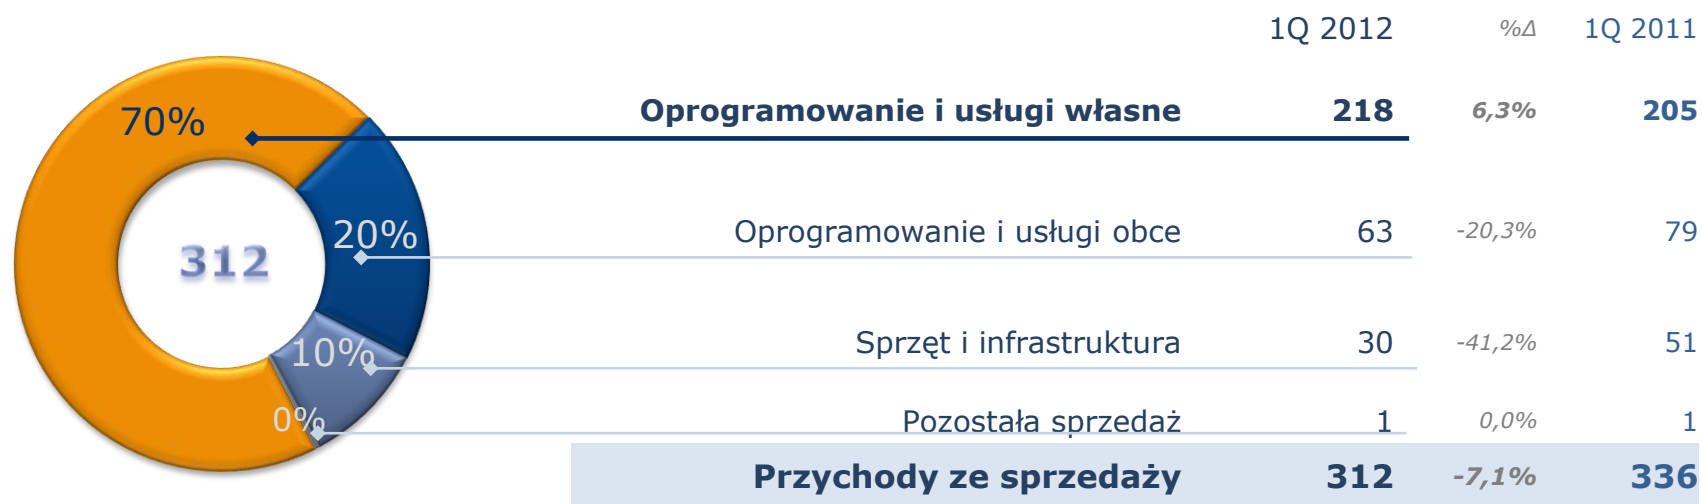 1Q 2012 %Δ 1Q 2011
70%
Oprogramowanie i usługi własne 218 6,3% 205
20%
312
Oprogramowanie i usługi obce 63 -20,3% 79
10%
Sprzęt i infrastruktura 30 -41,2% 51
0%
Pozostała sprzedaż 1 0,0% 1
Przychody ze sprzedaży 312 -7,1% 336